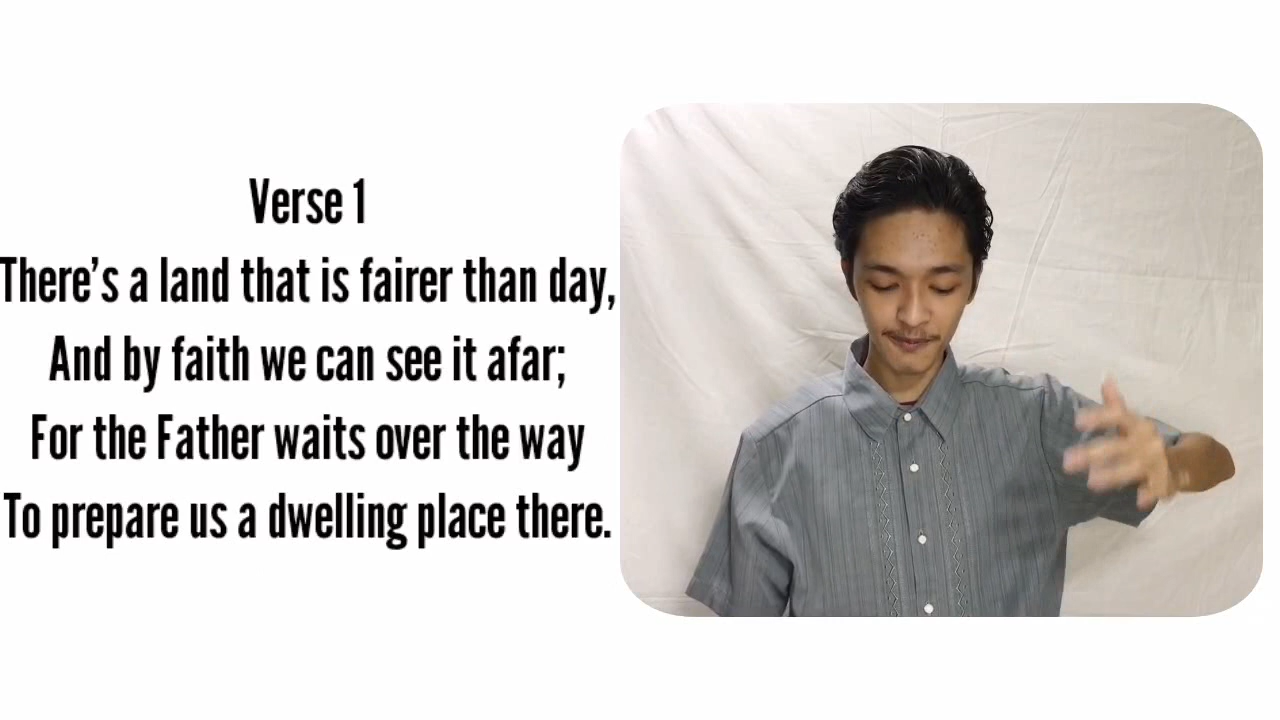 Verse 1
There's a land that is fairer than day,
And by faith we can see it afar;
For the Father waits over the way
To prepare us a dwelling place there.